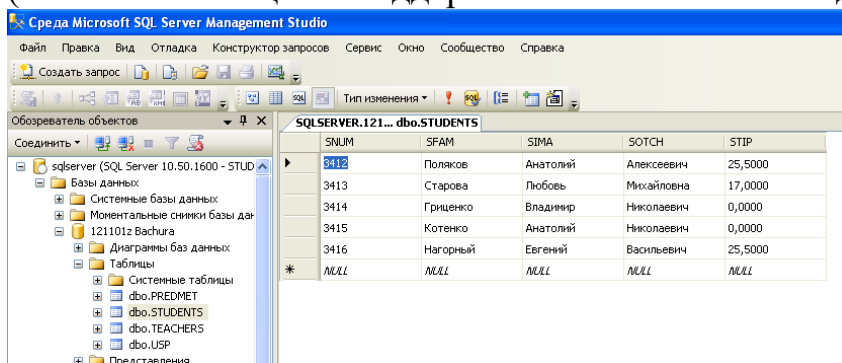 Среда Microsoft SQL Server Management Studio
Файл Правка Вид Отладка Конструктор запросов Сервис Окно Сообщество Справка
Создать запрос
Тип изменения
Обозреватель объектов
SQLSERVER.121... dbo.STUDENTS
Соединить
SNUM SFAM SIMA SOTCH STIP
3412 Поляков Анатолий Алексеевич 25,5000
3413 Старова Любовь Михайловна 17,0000
3414 Гриценко Владимир Николаевич 0,0000
3415 Котенко Анатолий Николаевич 0,0000
3416 Нагорный Евгений Васильевич 25,5000
NULL NULL NULL NULL NULL
sqlserver (SQL Server 10.50.1600 - STUD
Базы данных
Системные базы данных
Моментальные снимки базы дан
121101z Bachura
Диаграммы баз данных
Таблицы
Системные таблицы
dbo.PREDMET
dbo.STUDENTS
dbo.TEACHERS
dbo.USP
Представления